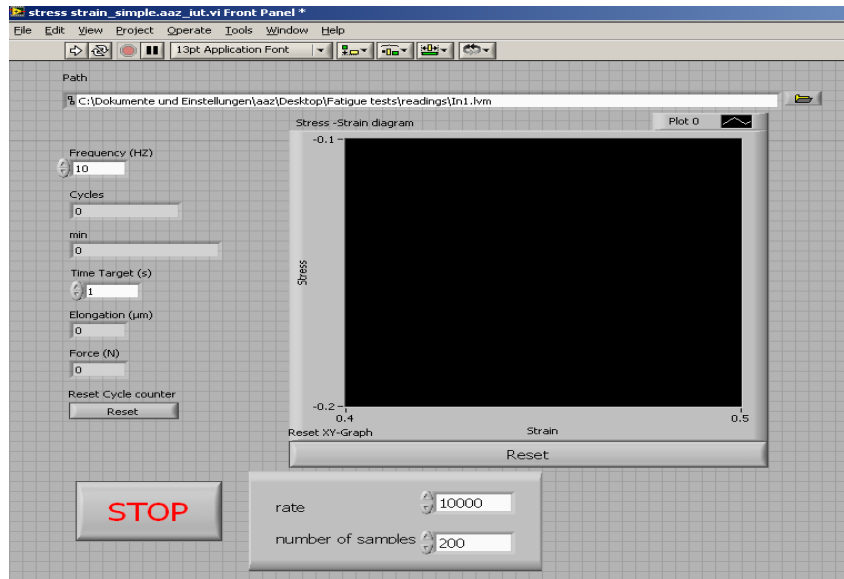 stress strain_simple.aaz_iut.vi Front Panel *
File Edit View Project Operate Tools Window Help
13pt Application Font
Path
C:\Dokumente und Einstellungen\aaz\Desktop\Fatigue tests\readings\In1.lvm
Stress -Strain diagram
Plot 0
-0.1
Frequency (HZ)
10
Cycles
0
min
0
Time Target (s)
1
Elongation (µm)
0
Force (N)
0
Reset Cycle counter
Reset
Stress
-0.2
0.4
0.5
Reset XY-Graph
Strain
Reset
STOP
rate
10000
number of samples
200